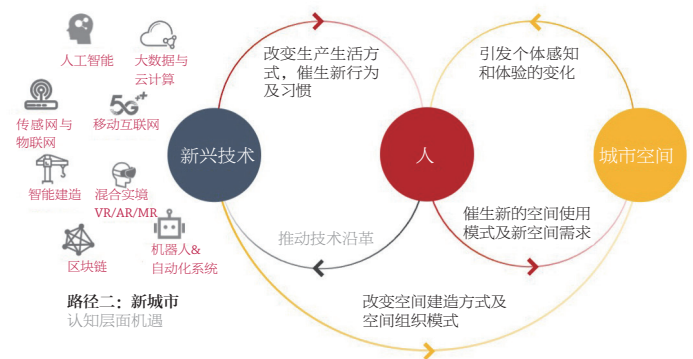 人工智能
大数据与
云计算
传感网与
物联网
5G++
移动互联网
智能建造
混合实境
VR/AR/MR
区块链
机器人&
自动化系统
改变生产生活方
式，催生新行为
及习惯
引发个体感知
和体验的变化
新兴技术
人
城市空间
推动技术沿革
催生新的空间使用
模式及新空间需求
改变空间建造方式及
空间组织模式
路径二：新城市
认知层面机遇